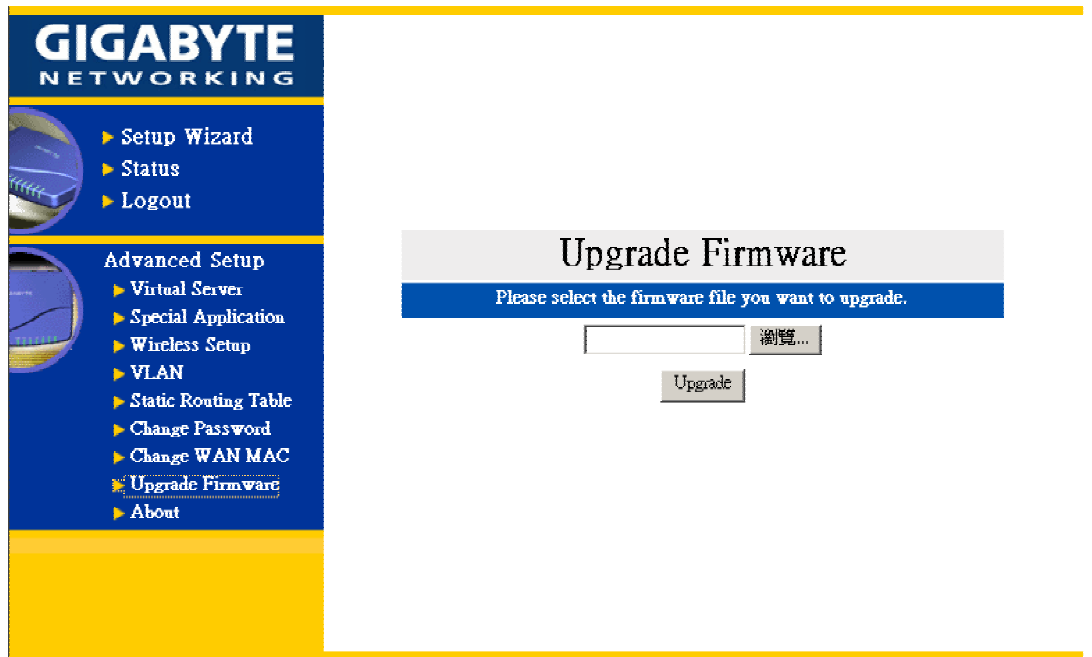 GIGABYTE
NETWORKING
Setup Wizard
Status
Logout
Advanced Setup
Virtual Server
Special Application
Wireless Setup
VLAN
Static Routing Table
Change Password
Change WAN MAC
Upgrade Firmware
About
Upgrade Firmware
Please select the firmware file you want to upgrade.
瀏覽...
Upgrade